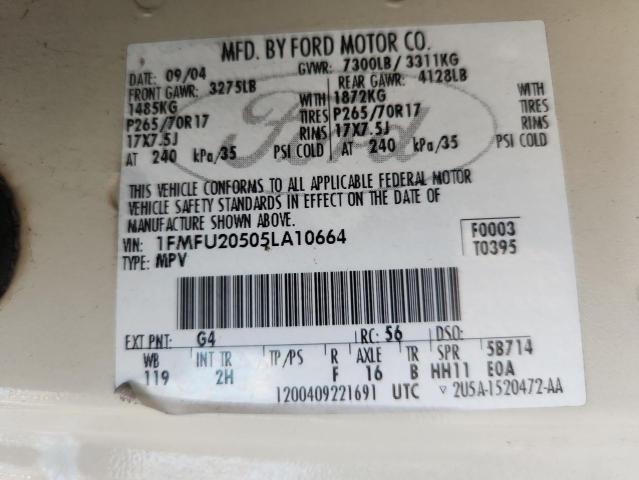 MFD. BY FORD MOTOR CO.
DATE: 09/04 GVWR: 7300LB/ 3311KG
FRONT GAWR: 3275LB REAR GAWR: 4128LB
1485KG WITH 1872KG WITH
P265/70R17 TIRES P265/70R17 TIRES
17X7.5J RIMS 17X7.5J RIMS
AT 240 kPa/35 PSI COLD AT 240 kPa/35 PSI COLD
Ford
THIS VEHICLE CONFORMS TO ALL APPLICABLE FEDERAL MOTOR
VEHICLE SAFETY STANDARDS IN EFFECT ON THE DATE OF
MANUFACTURE SHOWN ABOVE.
VIN: 1FMFU20505LA10664 F0003
TYPE: MPV T0395
EXT PNT: G4 RC: 56 DSO:
WB INT TR TP/PS R AXLE TR SPR 5B714
119 2H F 16 B HH11 E0A
1200409221691 UTC ▽ 2U5A-1520472-AA